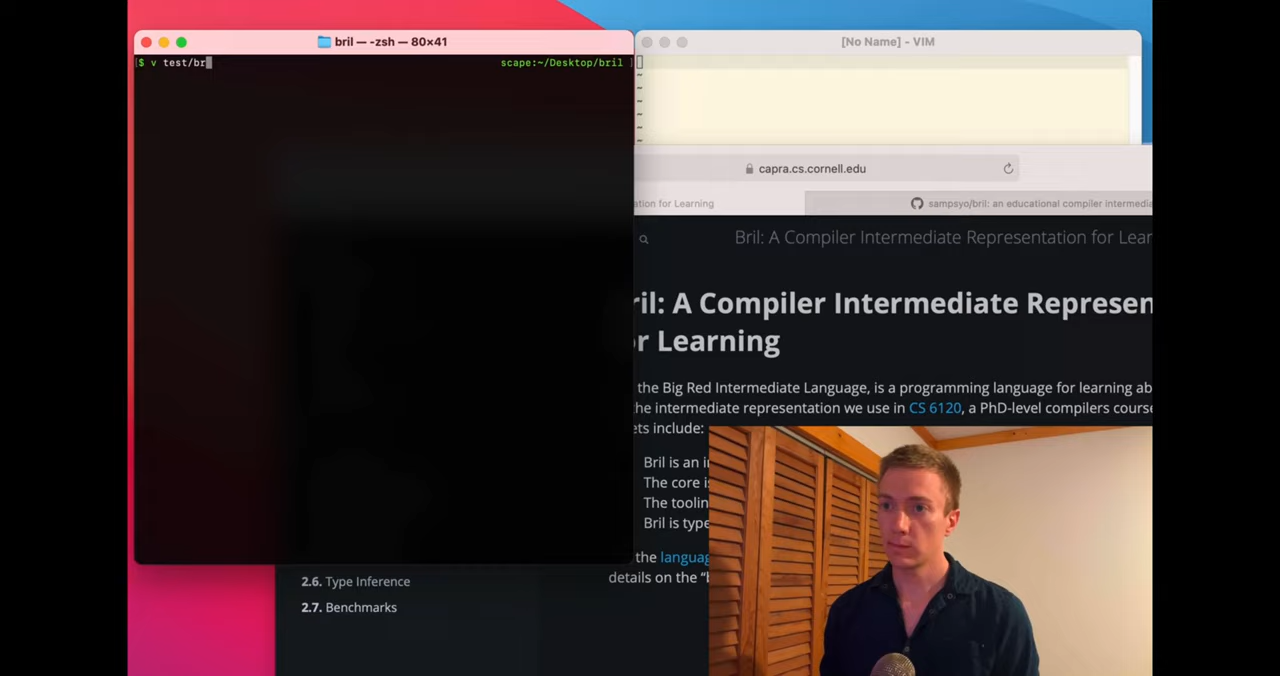 bril — -zsh — 80×41
$ v test/br
scape:~/Desktop/bril
[No Name] - VIM
~
~
~
~
~
~
capra.cs.cornell.edu
tion for Learning
sampsyo/bril: an educational compiler intermedia
Bril: A Compiler Intermediate Representation for Lear
ril: A Compiler Intermediate Represen
r Learning
the Big Red Intermediate Language, is a programming language for learning ab
he intermediate representation we use in CS 6120, a PhD-level compilers course
ets include:
Bril is an i
The core is
The toolin
Bril is type
the languag
details on the “b
2.6. Type Inference
2.7. Benchmarks